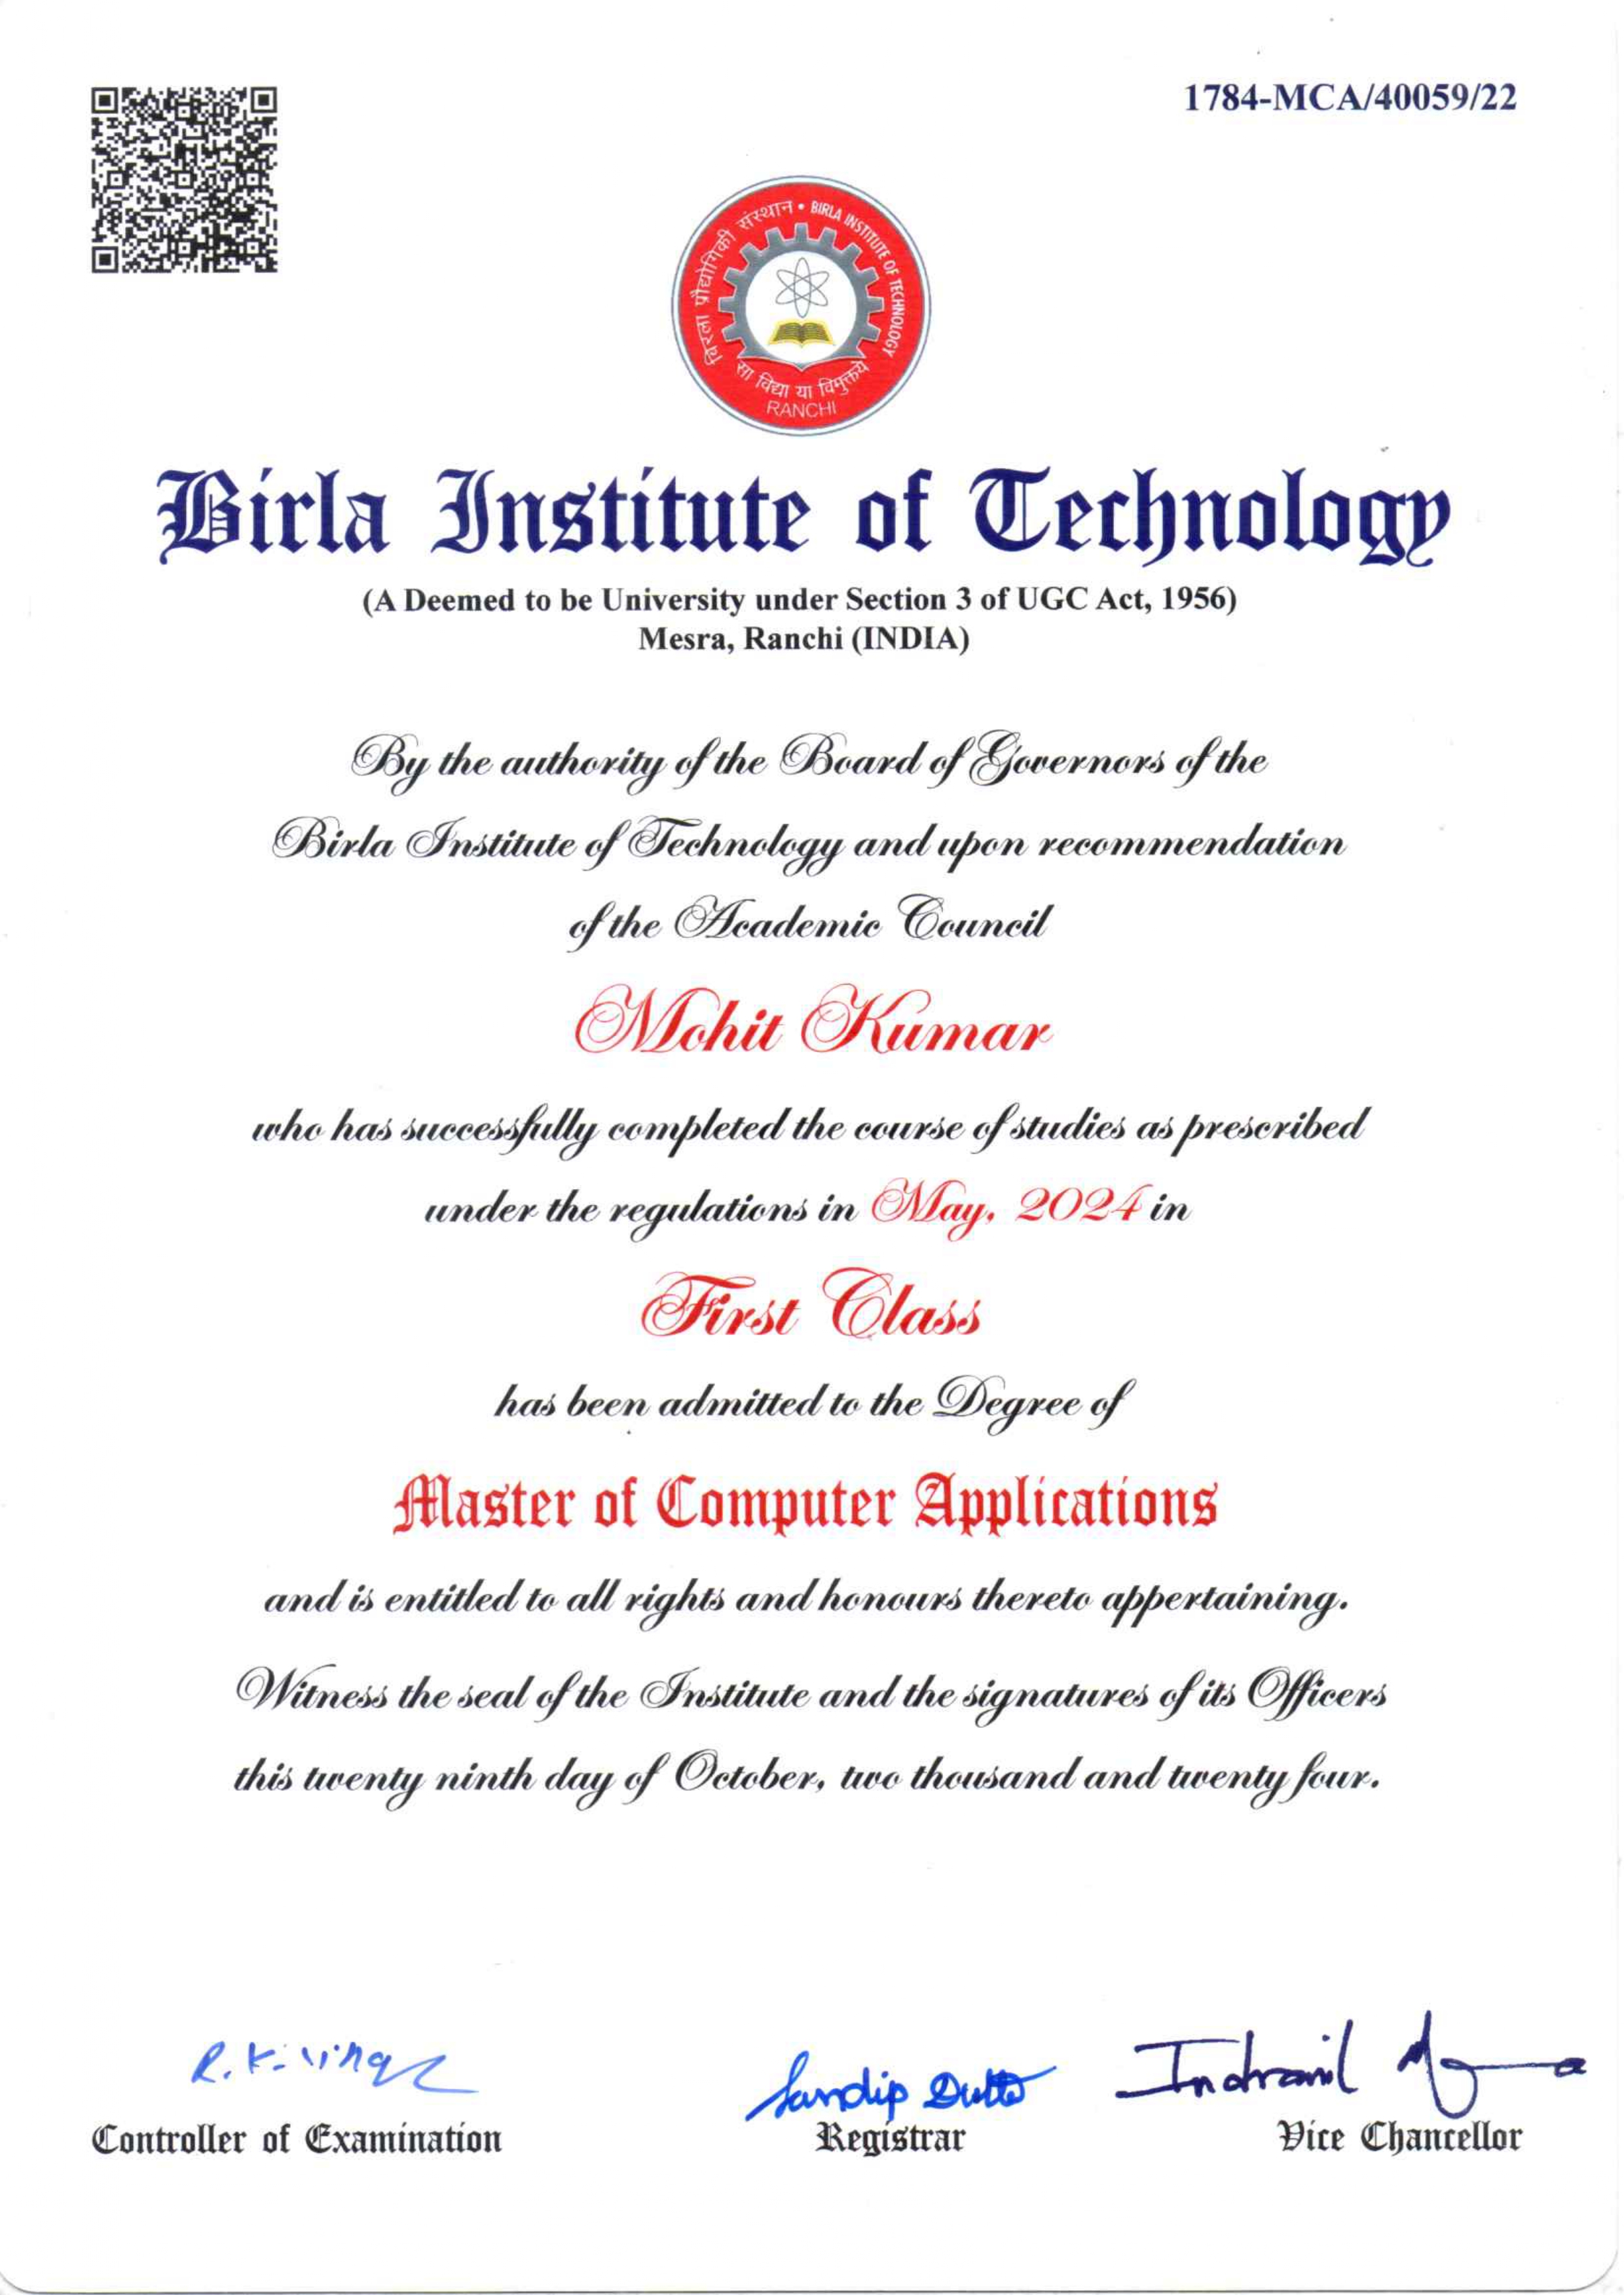 1784-MCA/40059/22
बिरला प्रौद्योगिकी संस्थान • BIRLA INSTITUTE OF TECHNOLOGY
सा विद्या या विमुक्तये
RANCHI
Birla Institute of Technology
(A Deemed to be University under Section 3 of UGC Act, 1956)
Mesra, Ranchi (INDIA)
By the authority of the Board of Governors of the
Birla Institute of Technology and upon recommendation
of the Academic Council
Mohit Kumar
who has successfully completed the course of studies as prescribed
under the regulations in May, 2024 in
First Class
has been admitted to the Degree of
Master of Computer Applications
and is entitled to all rights and honours thereto appertaining.
Witness the seal of the Institute and the signatures of its Officers
this twenty ninth day of October, two thousand and twenty four.
R. K. Sandip Dutta Indranil
Controller of Examination Registrar Vice Chancellor